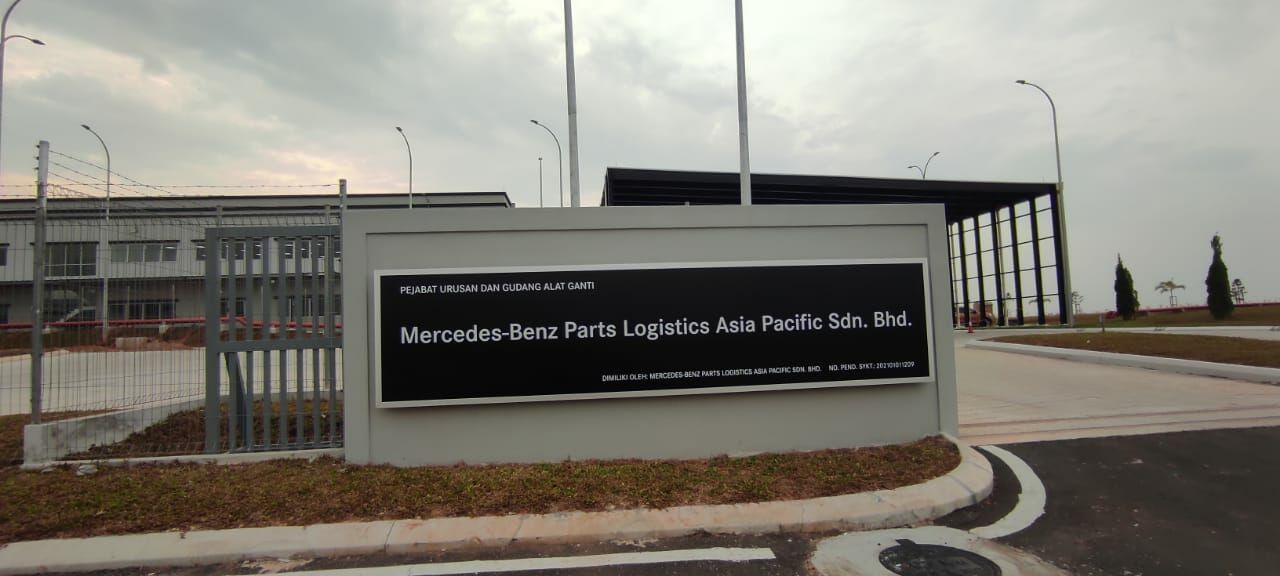 PEJABAT URUSAN DAN GUDANG ALAT GANTI
Mercedes-Benz Parts Logistics Asia Pacific Sdn. Bhd.
DIMILIKI OLEH: MERCEDES-BENZ PARTS LOGISTICS ASIA PACIFIC SDN. BHD. NO. PEND. SYKT.: 202101011209